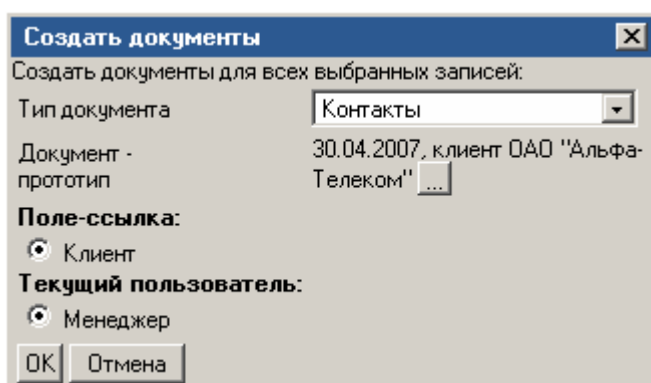 Создать документы
Создать документы для всех выбранных записей:
Тип документа Контакты
Документ - прототип 30.04.2007, клиент ОАО "Альфа-Телеком" ...
Поле-ссылка:
Клиент
Текущий пользователь:
Менеджер
OK Отмена